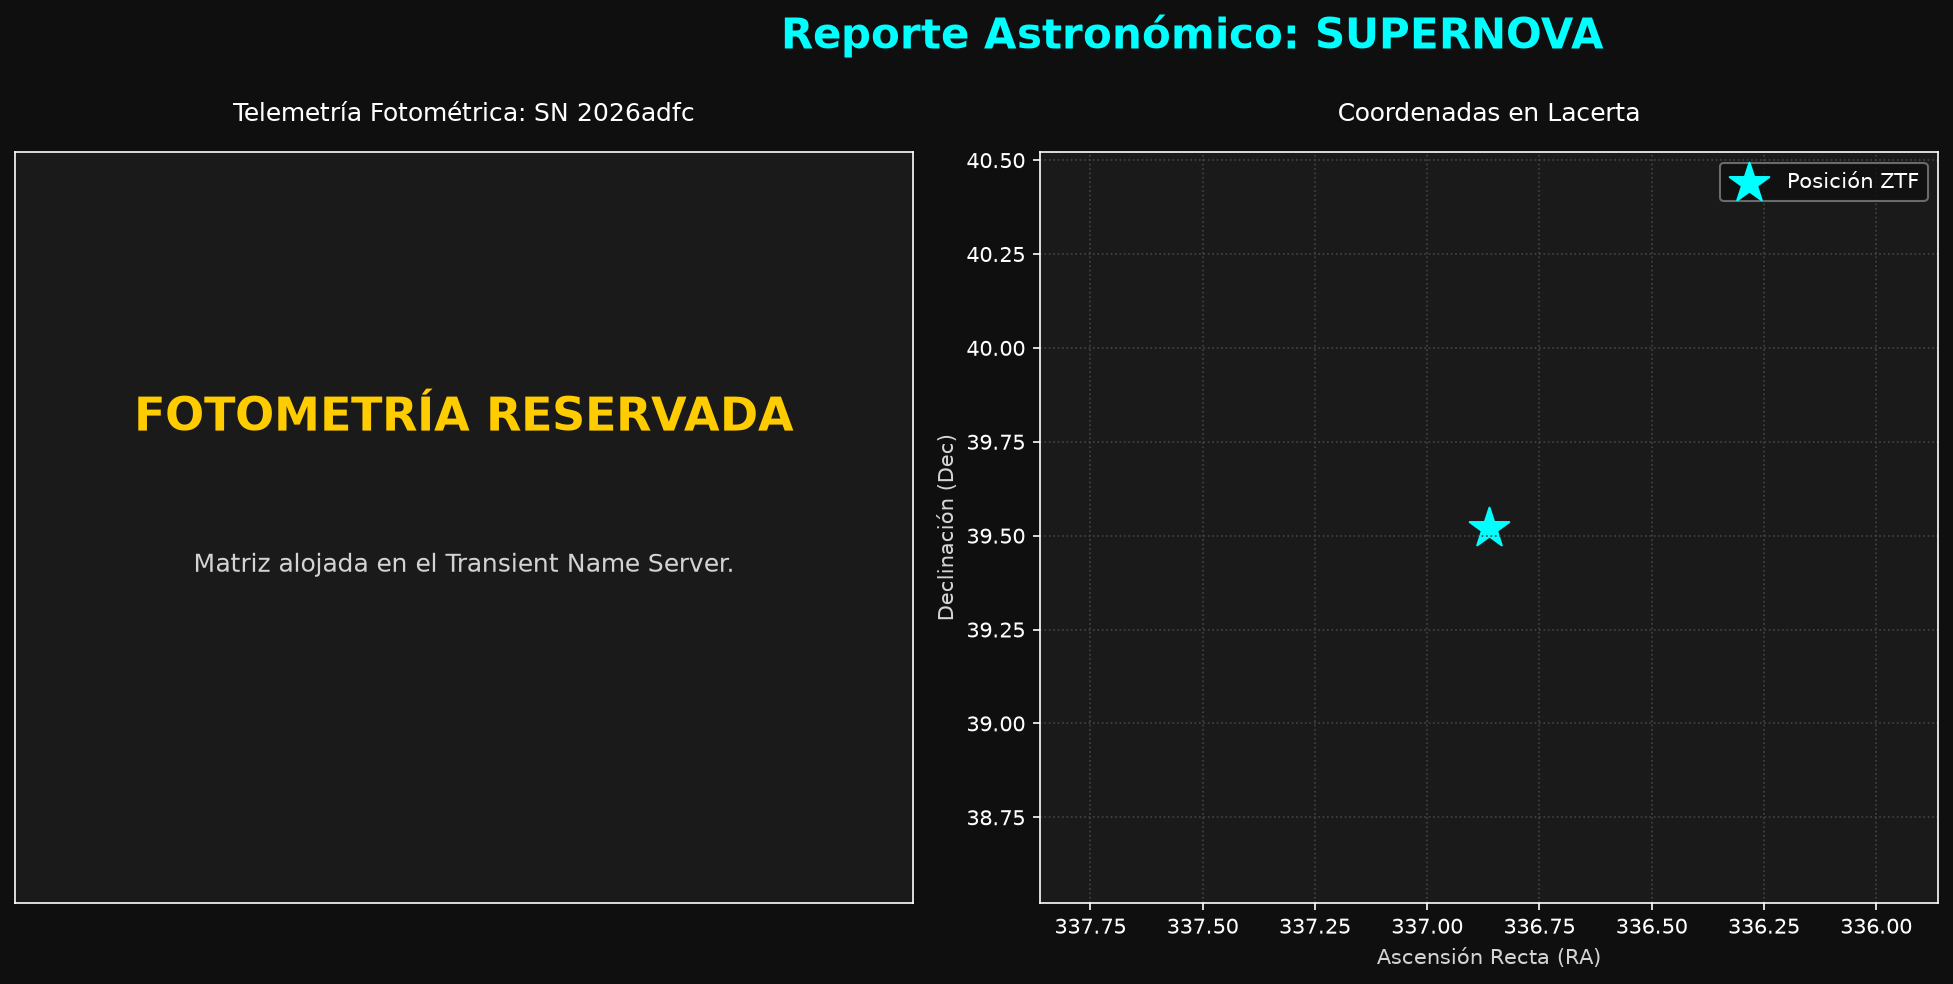 Reporte Astronómico: SUPERNOVA
Telemetría Fotométrica: SN 2026adfc
FOTOMETRÍA RESERVADA
Matriz alojada en el Transient Name Server.
Coordenadas en Lacerta
Posición ZTF
Declinación (Dec)
40.50
40.25
40.00
39.75
39.50
39.25
39.00
38.75
337.75 337.50 337.25 337.00 336.75 336.50 336.25 336.00
Ascensión Recta (RA)